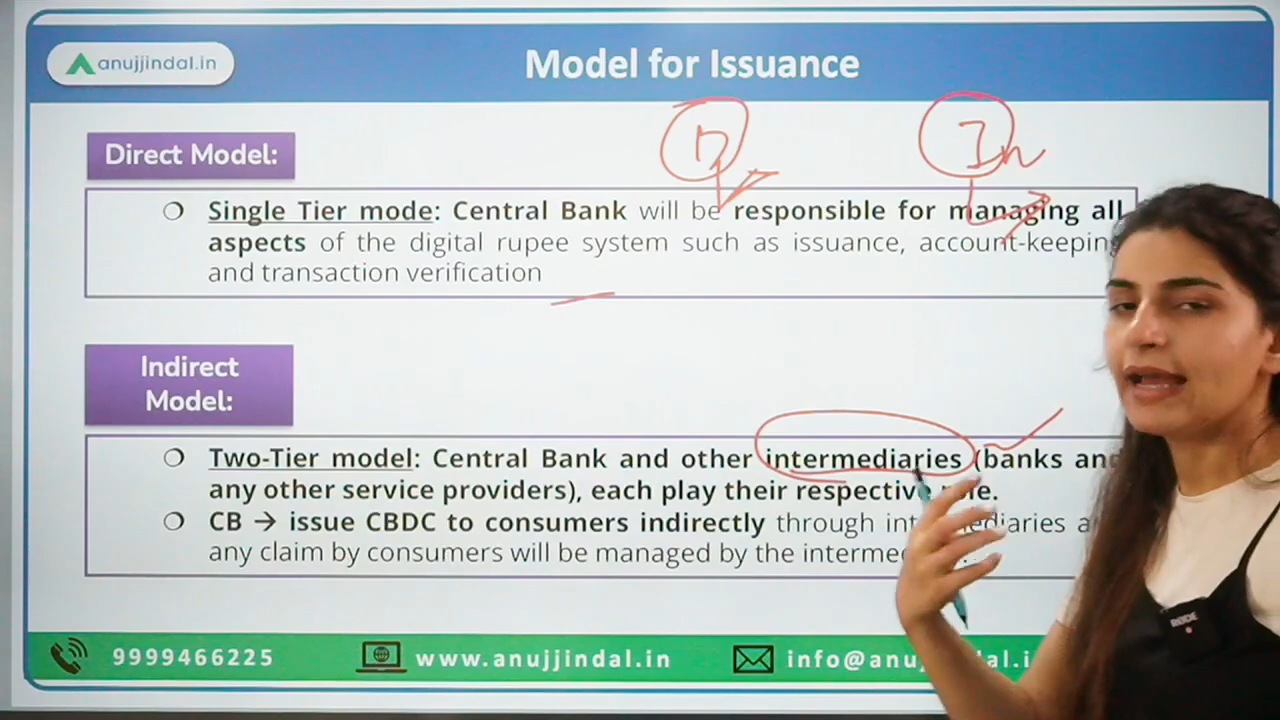 anujjindal.in
Model for Issuance
D
In
Direct Model:
Single Tier mode: Central Bank will be responsible for managing all
aspects of the digital rupee system such as issuance, account-keeping
and transaction verification
Indirect
Model:
Two-Tier model: Central Bank and other intermediaries (banks and
any other service providers), each play their respective role.
CB → issue CBDC to consumers indirectly through
any claim by consumers will be managed by the
9999466225
www.anujjindal.in
RODE